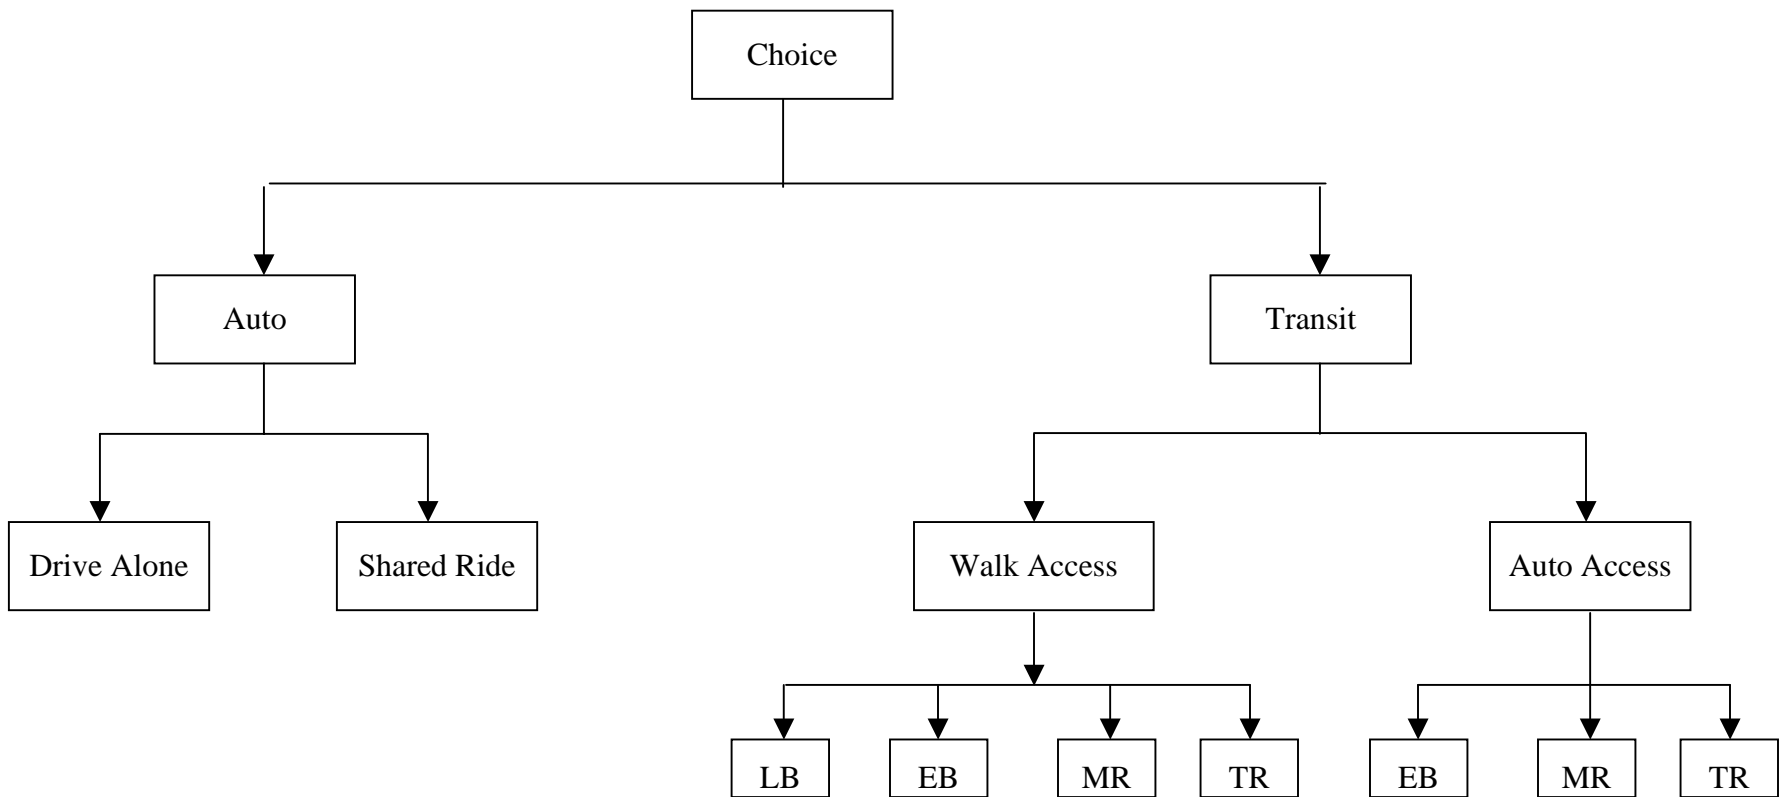 Choice
Auto
Transit
Drive Alone
Shared Ride
Walk Access
Auto Access
LB
EB
MR
TR
EB
MR
TR